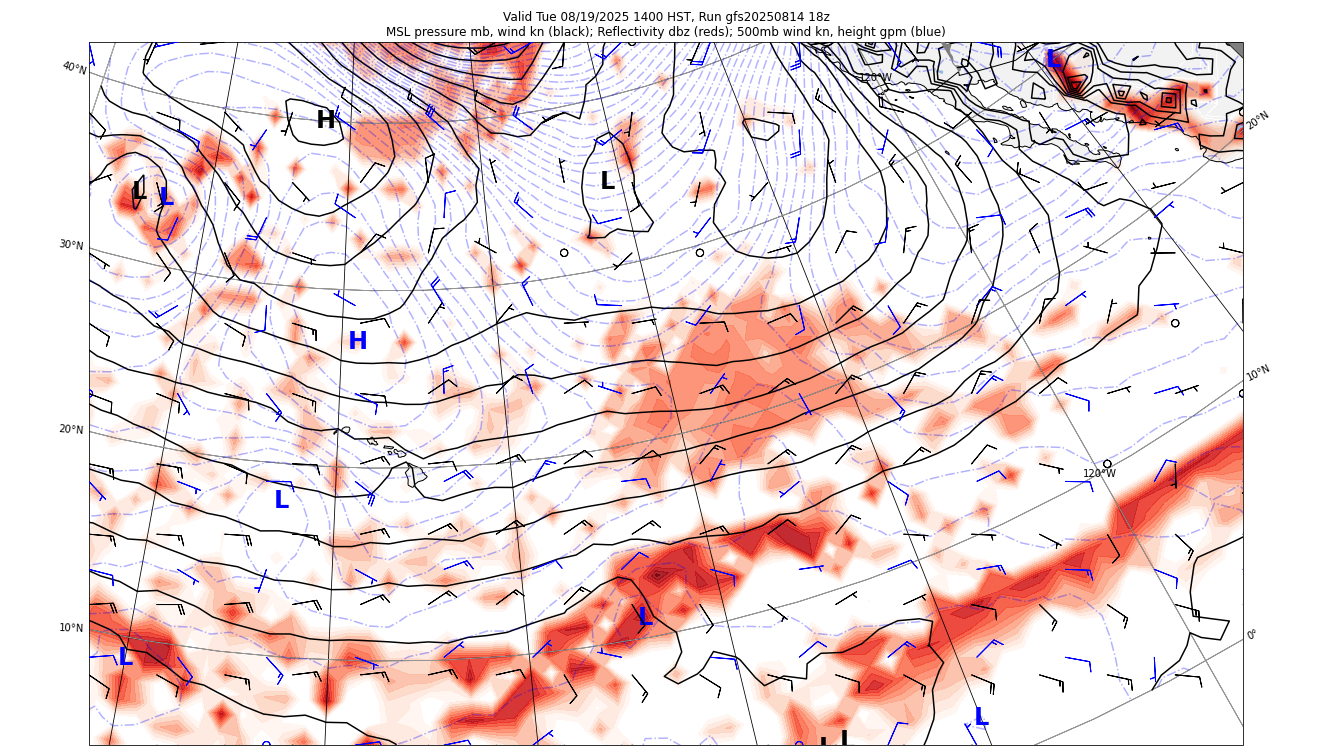 Valid Tue 08/19/2025 1400 HST, Run gfs20250814 18z
MSL pressure mb, wind kn (black); Reflectivity dbz (reds); 500mb wind kn, height gpm (blue)
L
40°N
120°W
H
20°N
L
L
L
30°N
H
10°N
20°N
120°W
L
L
10°N
0°
L
L
L
L